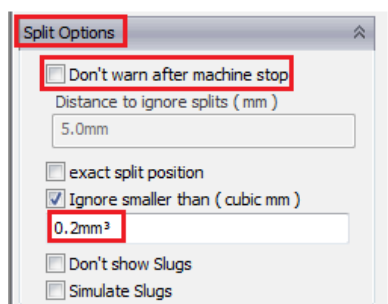 Split Options
Don't warn after machine stop
Distance to ignore splits ( mm )
5.0mm
exact split position
Ignore smaller than ( cubic mm )
0.2mm³
Don't show Slugs
Simulate Slugs